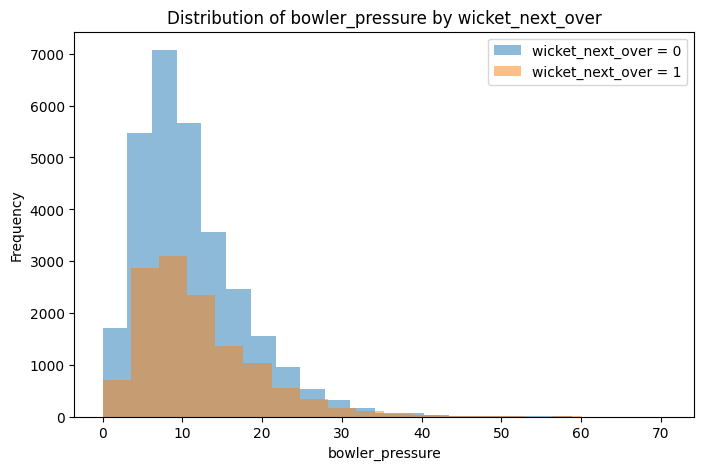 Distribution of bowler_pressure by wicket_next_over
wicket_next_over = 0
wicket_next_over = 1
Frequency
7000
6000
5000
4000
3000
2000
1000
0
0 10 20 30 40 50 60 70
bowler_pressure